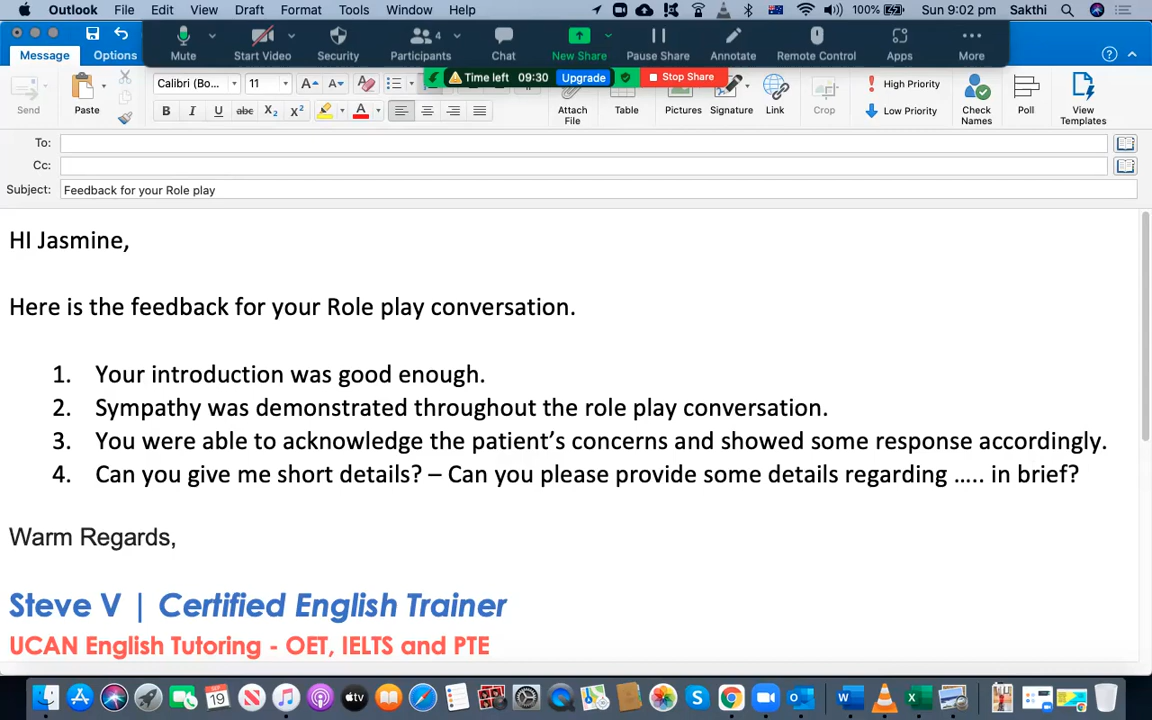 Outlook File Edit View Draft Format Tools Window Help 100% Sun 9:02 pm Sakthi
Mute Start Video Security Participants 4 Chat New Share Pause Share Annotate Remote Control Apps More
Message Options
Time left 09:30 Upgrade Stop Share
Send Paste Calibri (Bo... 11 A A Attach File Table Pictures Signature Link Crop High Priority Low Priority Check Names Poll View Templates
B I U abc X2 X2 A
To:
Cc:
Subject: Feedback for your Role play
HI Jasmine,
Here is the feedback for your Role play conversation.
1. Your introduction was good enough.
2. Sympathy was demonstrated throughout the role play conversation.
3. You were able to acknowledge the patient’s concerns and showed some response accordingly.
4. Can you give me short details? – Can you please provide some details regarding ….. in brief?
Warm Regards,
Steve V | Certified English Trainer
UCAN English Tutoring - OET, IELTS and PTE
SEP 19 tv